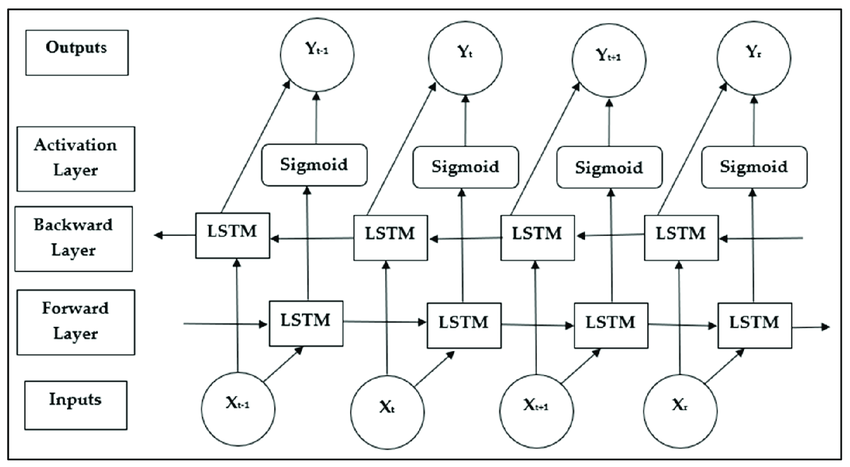 Outputs
Yt-1
Yt
Yt+1
Yr
Activation
Layer
Sigmoid
Sigmoid
Sigmoid
Sigmoid
Backward
Layer
LSTM
LSTM
LSTM
LSTM
Forward
Layer
LSTM
LSTM
LSTM
LSTM
Inputs
Xt-1
Xt
Xt+1
Xr